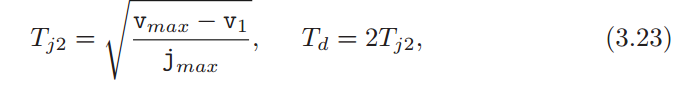 T_{j2} = \sqrt{\frac{v_{max} - v_1}{j_{max}}}, T_d = 2T_{j2}, (3.23)